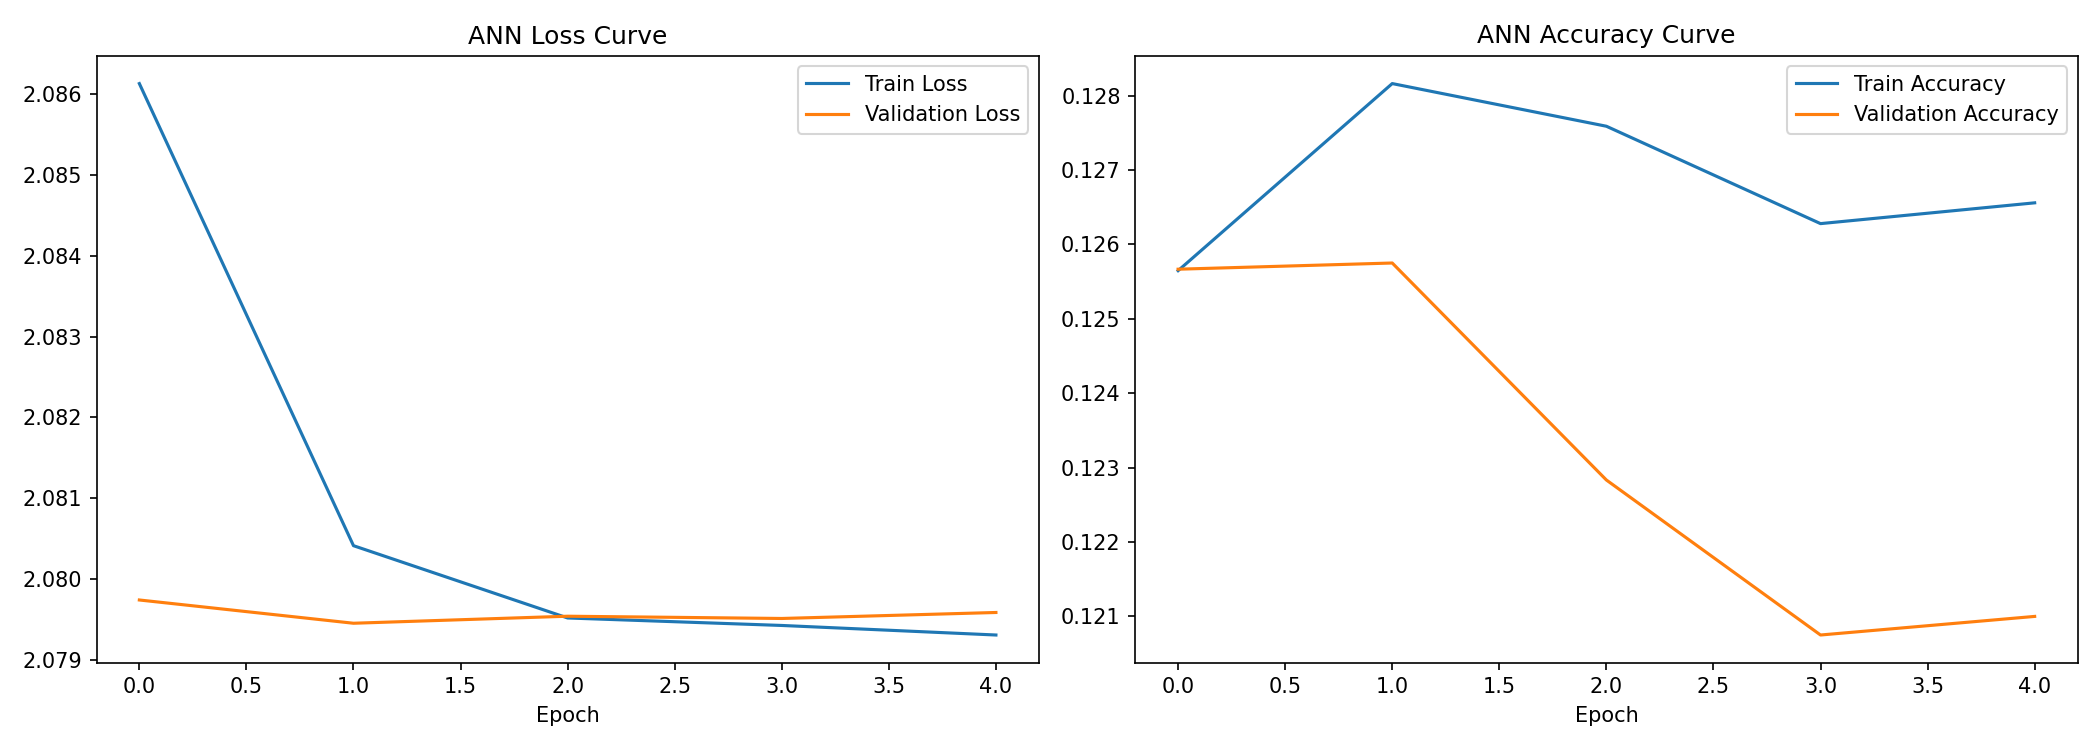 ANN Loss Curve
Train Loss
Validation Loss
2.086
2.085
2.084
2.083
2.082
2.081
2.080
2.079
0.0 0.5 1.0 1.5 2.0 2.5 3.0 3.5 4.0
Epoch
ANN Accuracy Curve
Train Accuracy
Validation Accuracy
0.128
0.127
0.126
0.125
0.124
0.123
0.122
0.121
0.0 0.5 1.0 1.5 2.0 2.5 3.0 3.5 4.0
Epoch